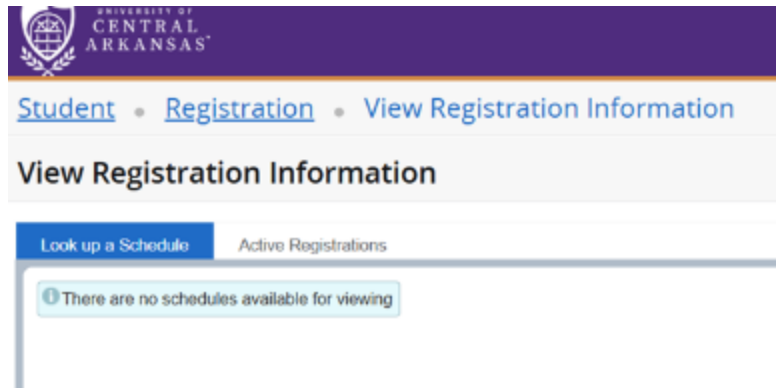 UNIVERSITY OF
CENTRAL
ARKANSAS
Student • Registration • View Registration Information
View Registration Information
Look up a Schedule Active Registrations
There are no schedules available for viewing